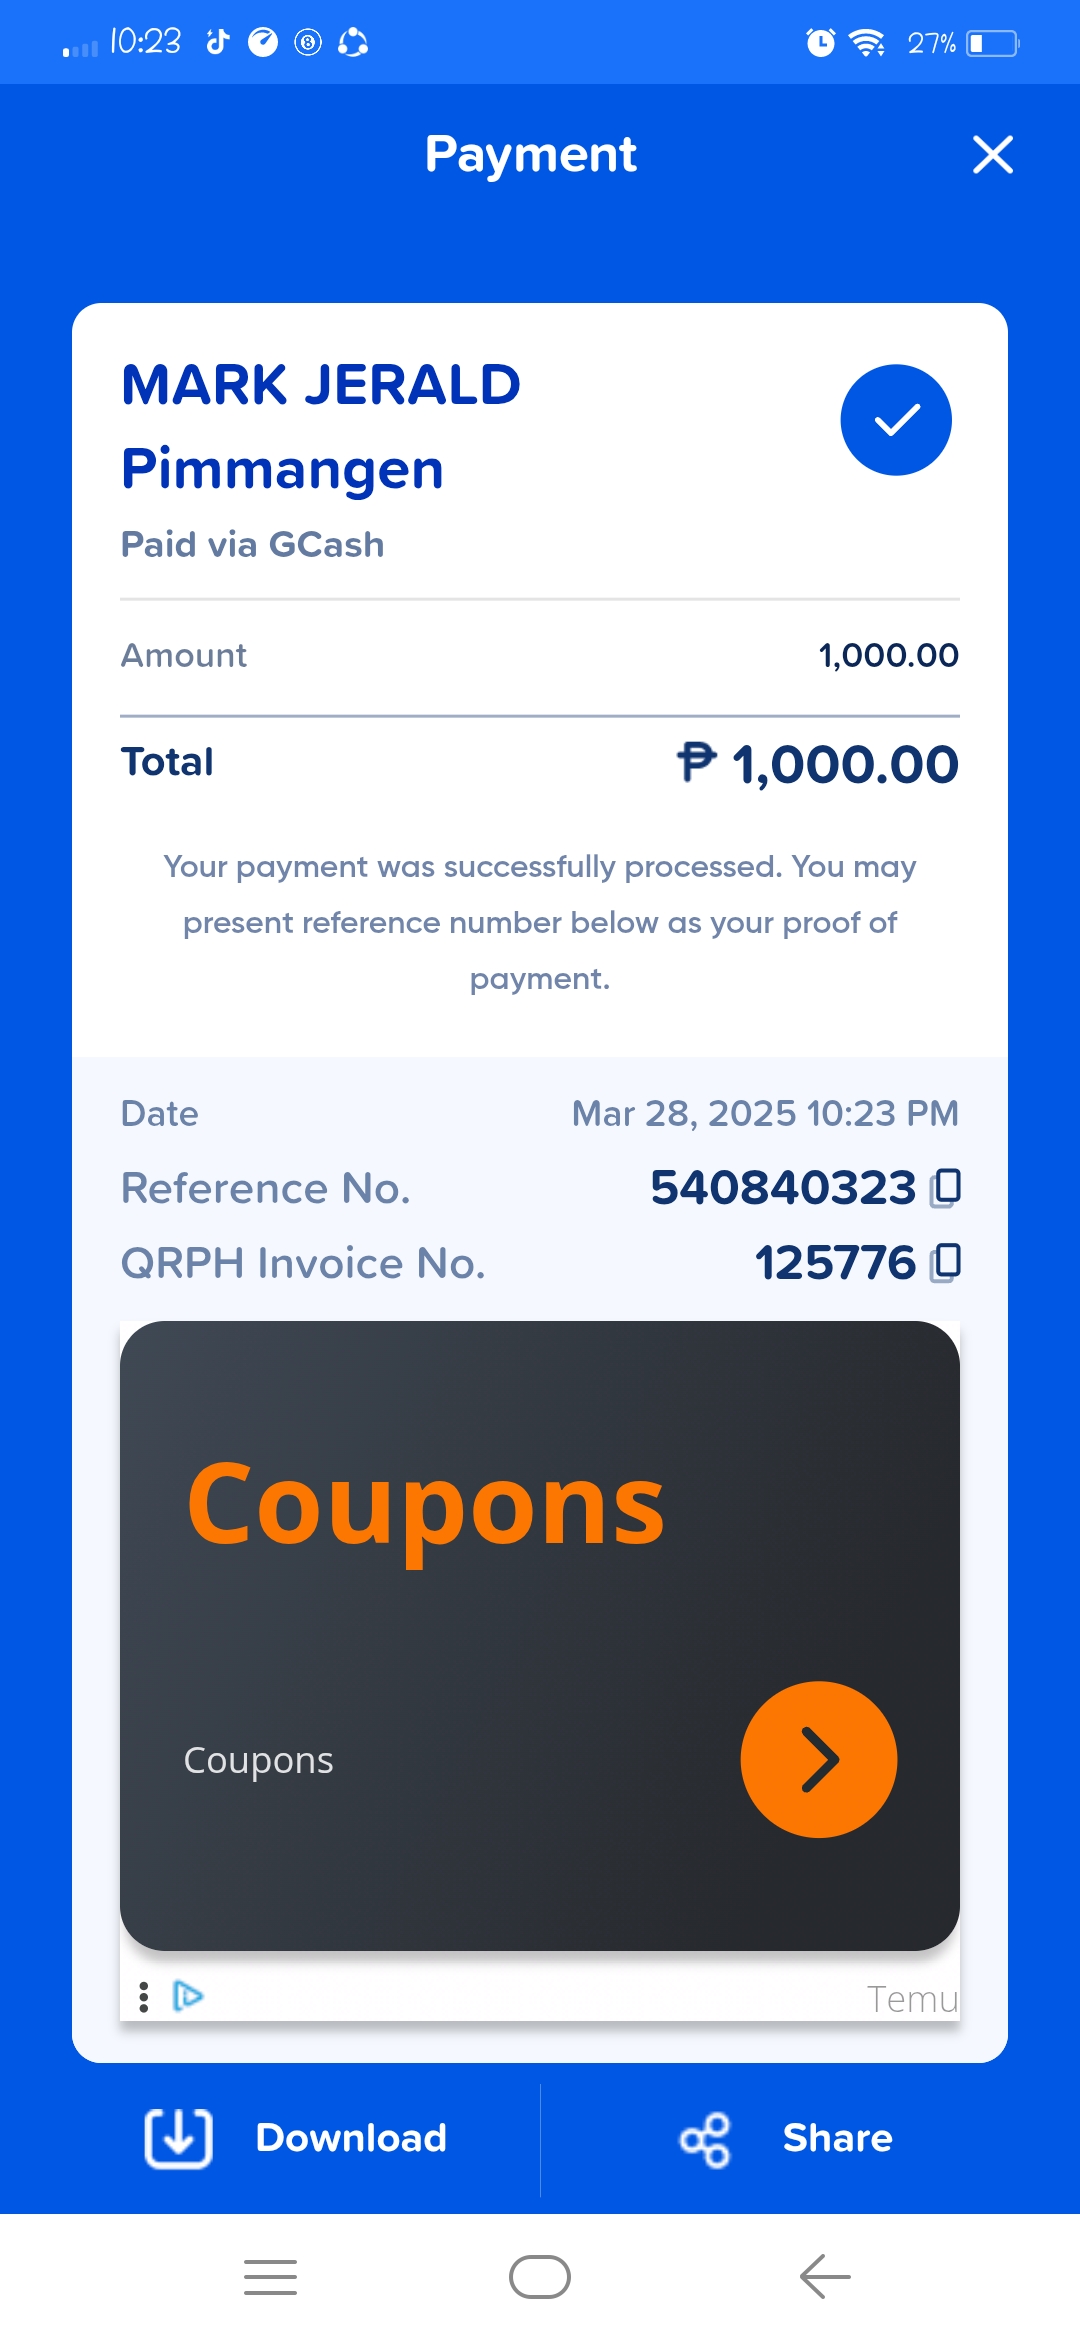 10:23 27%
Payment
MARK JERALD
Pimmangen
Paid via GCash
Amount 1,000.00
Total ₱ 1,000.00
Your payment was successfully processed. You may
present reference number below as your proof of
payment.
Date Mar 28, 2025 10:23 PM
Reference No. 540840323
QRPH Invoice No. 125776
Coupons
Coupons
Temu
Download Share